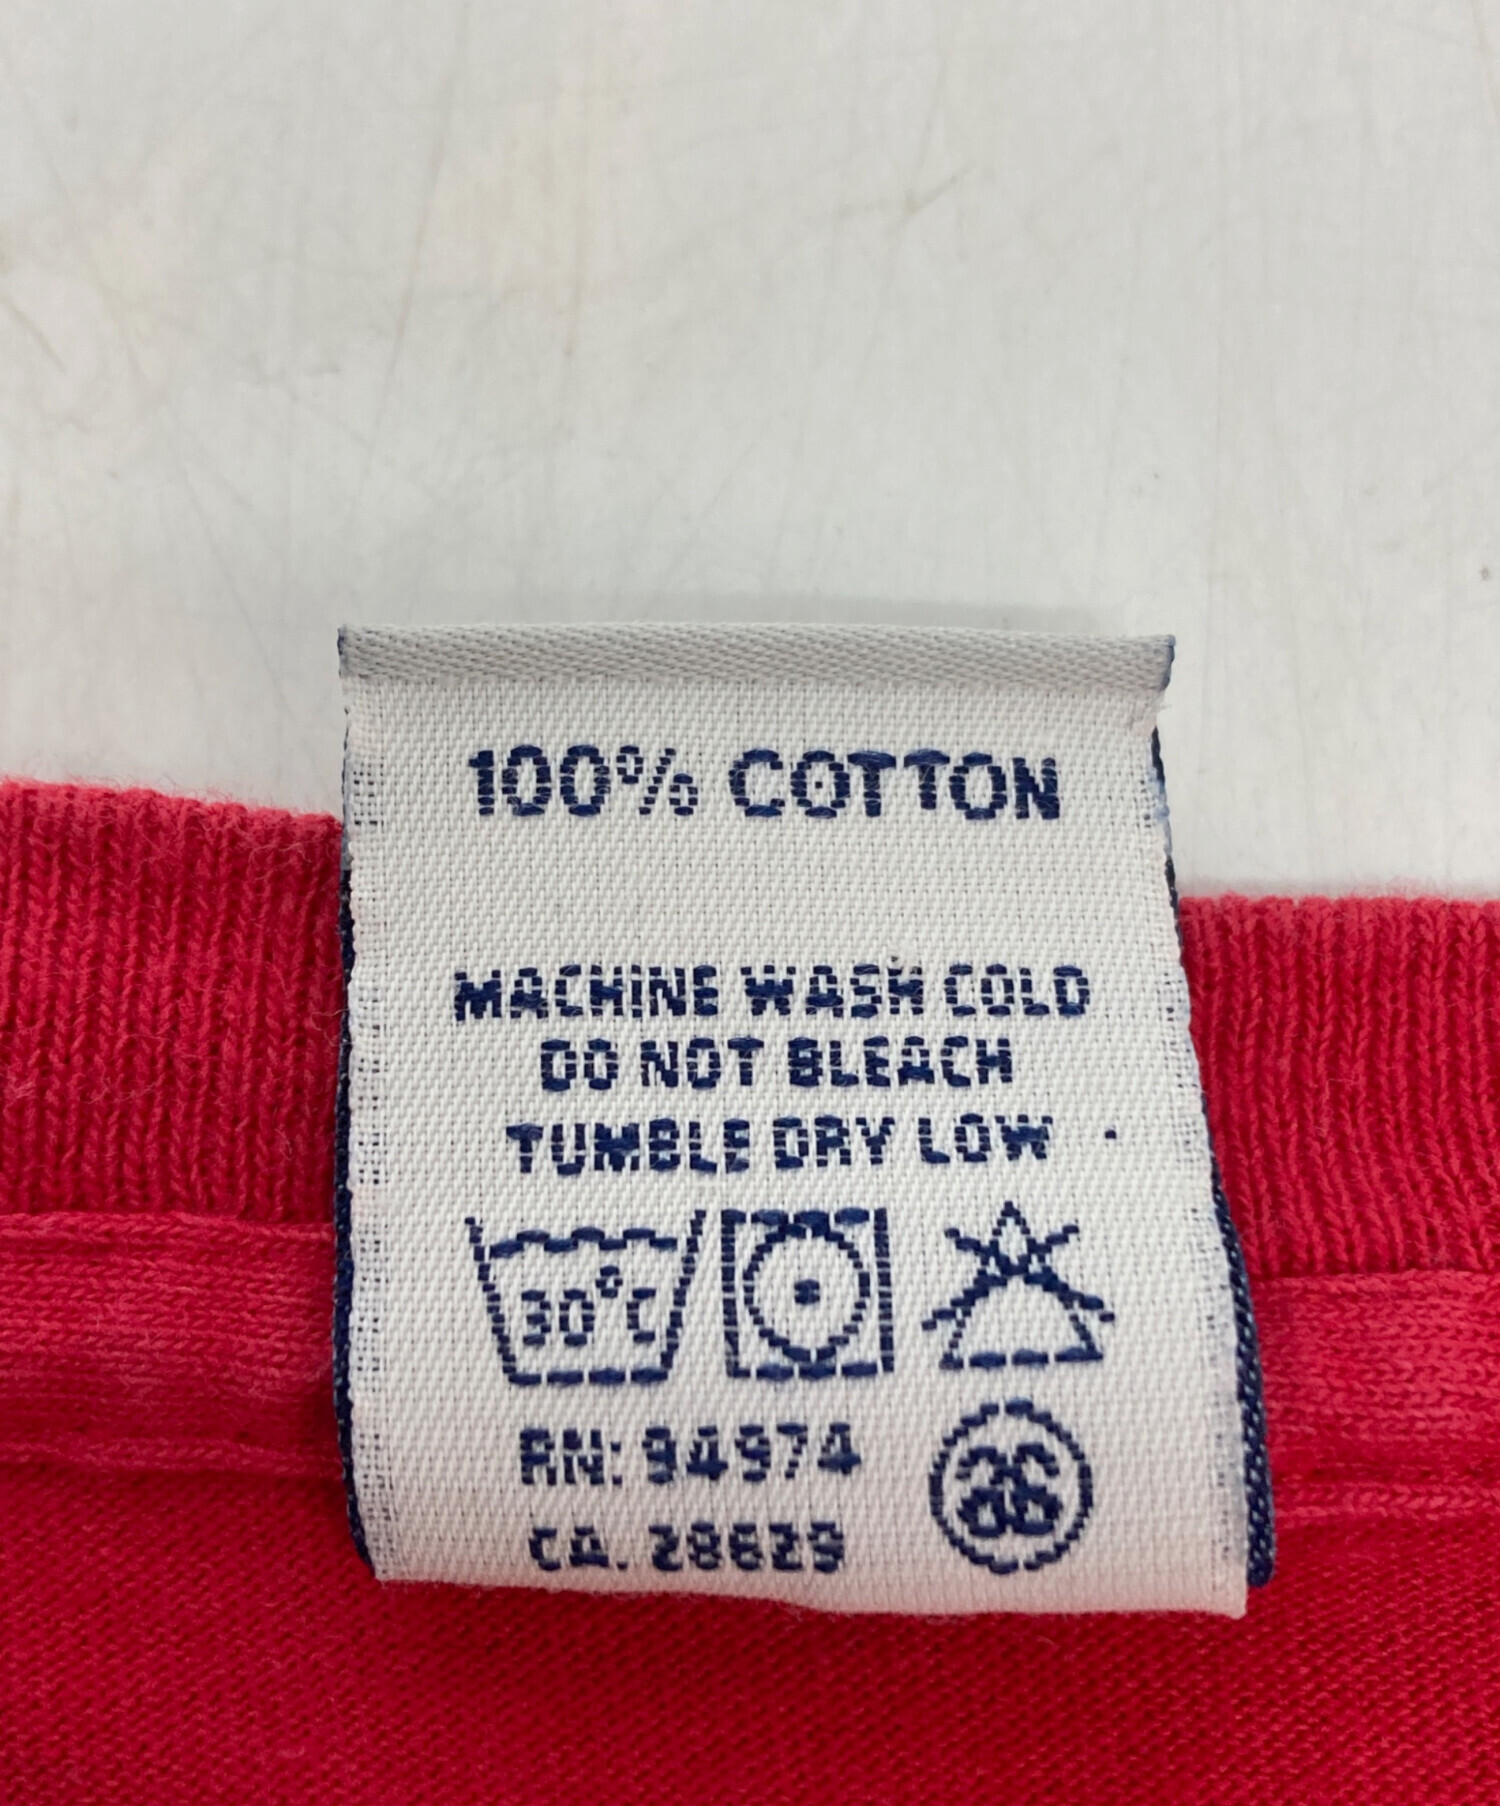 100% COTTON
MACHINE WASH COLD
DO NOT BLEACH
TUMBLE DRY LOW
30°C
RN: 94974
CA. 28629